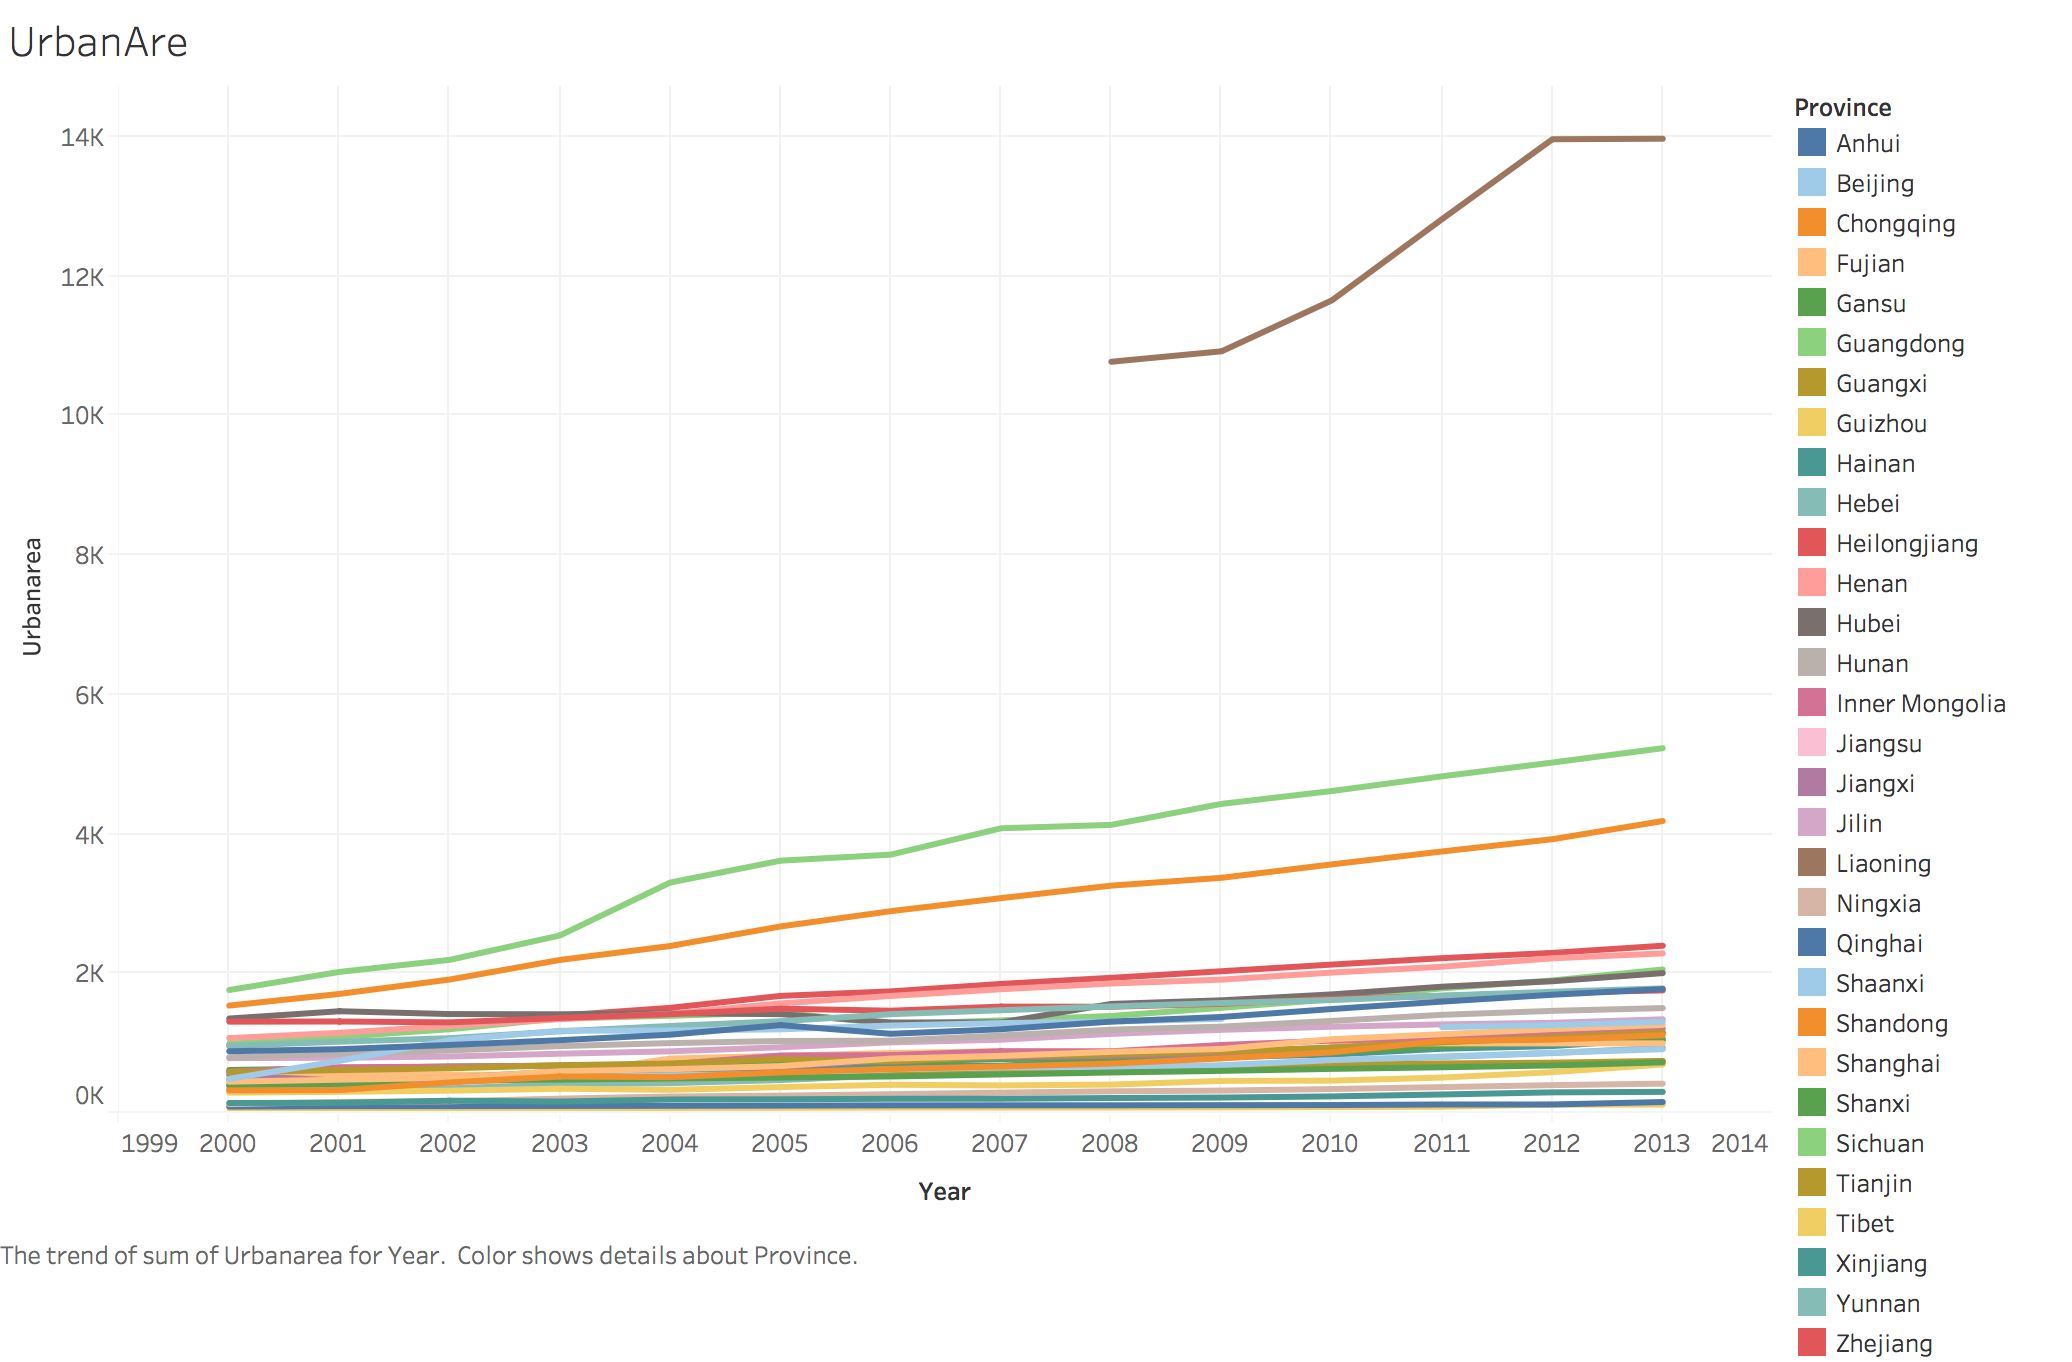 UrbanAre
14K
12K
10K
8K
6K
4K
2K
0K
Urbanarea
1999 2000 2001 2002 2003 2004 2005 2006 2007 2008 2009 2010 2011 2012 2013 2014
Year
Province
Anhui
Beijing
Chongqing
Fujian
Gansu
Guangdong
Guangxi
Guizhou
Hainan
Hebei
Heilongjiang
Henan
Hubei
Hunan
Inner Mongolia
Jiangsu
Jiangxi
Jilin
Liaoning
Ningxia
Qinghai
Shaanxi
Shandong
Shanghai
Shanxi
Sichuan
Tianjin
Tibet
Xinjiang
Yunnan
Zhejiang
The trend of sum of Urbanarea for Year.  Color shows details about Province.